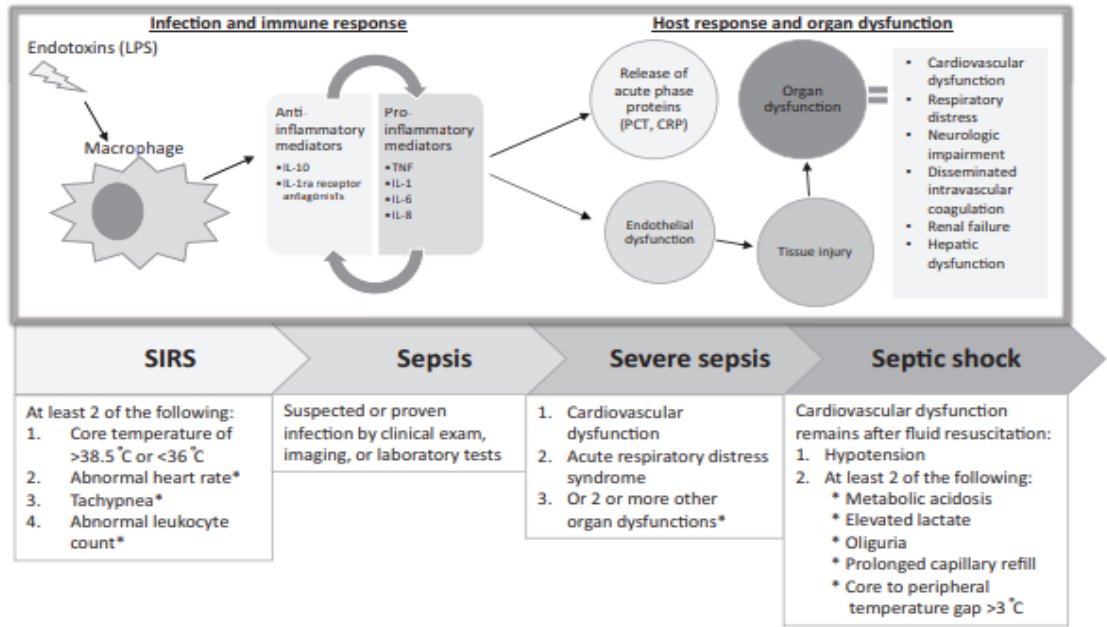 Infection and immune response
Endotoxins (LPS)
Macrophage
Anti-
inflammatory
mediators
•IL-10
•IL-1ra receptor
antagonists
Pro-
inflammatory
mediators
•TNF
•IL-1
•IL-6
•IL-8
Host response and organ dysfunction
Release of
acute phase
proteins
(PCT, CRP)
Endothelial
dysfunction
Tissue injury
Organ
dysfunction
=
• Cardiovascular
dysfunction
• Respiratory
distress
• Neurologic
impairment
• Disseminated
intravascular
coagulation
• Renal failure
• Hepatic
dysfunction
SIRS
At least 2 of the following:
1. Core temperature of
>38.5˚C or <36˚C
2. Abnormal heart rate*
3. Tachypnea*
4. Abnormal leukocyte
count*
Sepsis
Suspected or proven
infection by clinical exam,
imaging, or laboratory tests
Severe sepsis
1. Cardiovascular
dysfunction
2. Acute respiratory distress
syndrome
3. Or 2 or more other
organ dysfunctions*
Septic shock
Cardiovascular dysfunction
remains after fluid resuscitation:
1. Hypotension
2. At least 2 of the following:
* Metabolic acidosis
* Elevated lactate
* Oliguria
* Prolonged capillary refill
* Core to peripheral
temperature gap >3˚C